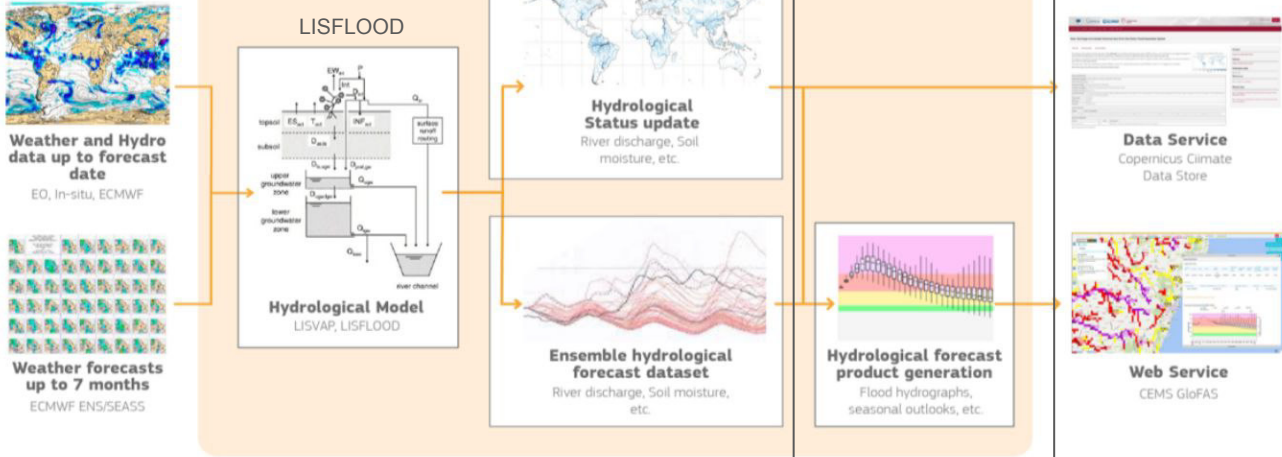 LISFLOOD
Weather and Hydro
data up to forecast
date
EO, In-situ, ECMWF
Weather forecasts
up to 7 months
ECMWF ENS/SEAS5
P
Int
topsoil
subsoil
INF
surface
runoff
routing
upper
groundwater
zone
lower
groundwater
zone
river channel
Hydrological Model
LISVAP, LISFLOOD
Hydrological
Status update
River discharge, Soil
moisture, etc.
Ensemble hydrological
forecast dataset
River discharge, Soil moisture,
etc.
Hydrological forecast
product generation
Flood hydrographs,
seasonal outlooks, etc.
Data Service
Copernicus Cimate
Data Store
Web Service
CEMS GloFAS